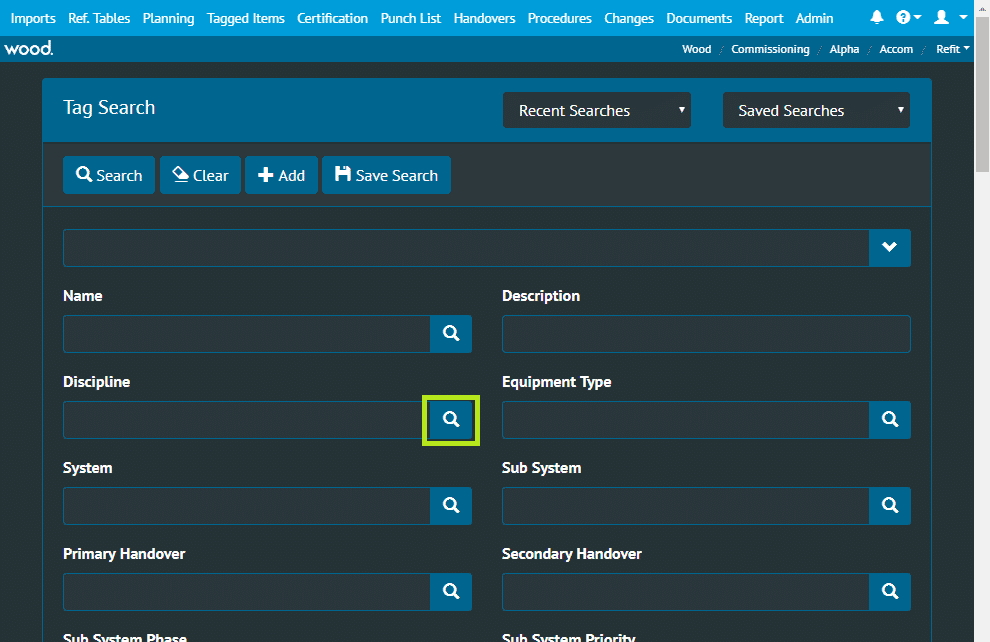 Imports Ref. Tables Planning Tagged Items Certification Punch List Handovers Procedures Changes Documents Report Admin
wood. Wood / Commissioning / Alpha / Accom / Refit
Tag Search Recent Searches Saved Searches
Search Clear Add Save Search
Name Description
Discipline Equipment Type
System Sub System
Primary Handover Secondary Handover
Sub System Phase Sub System Priority